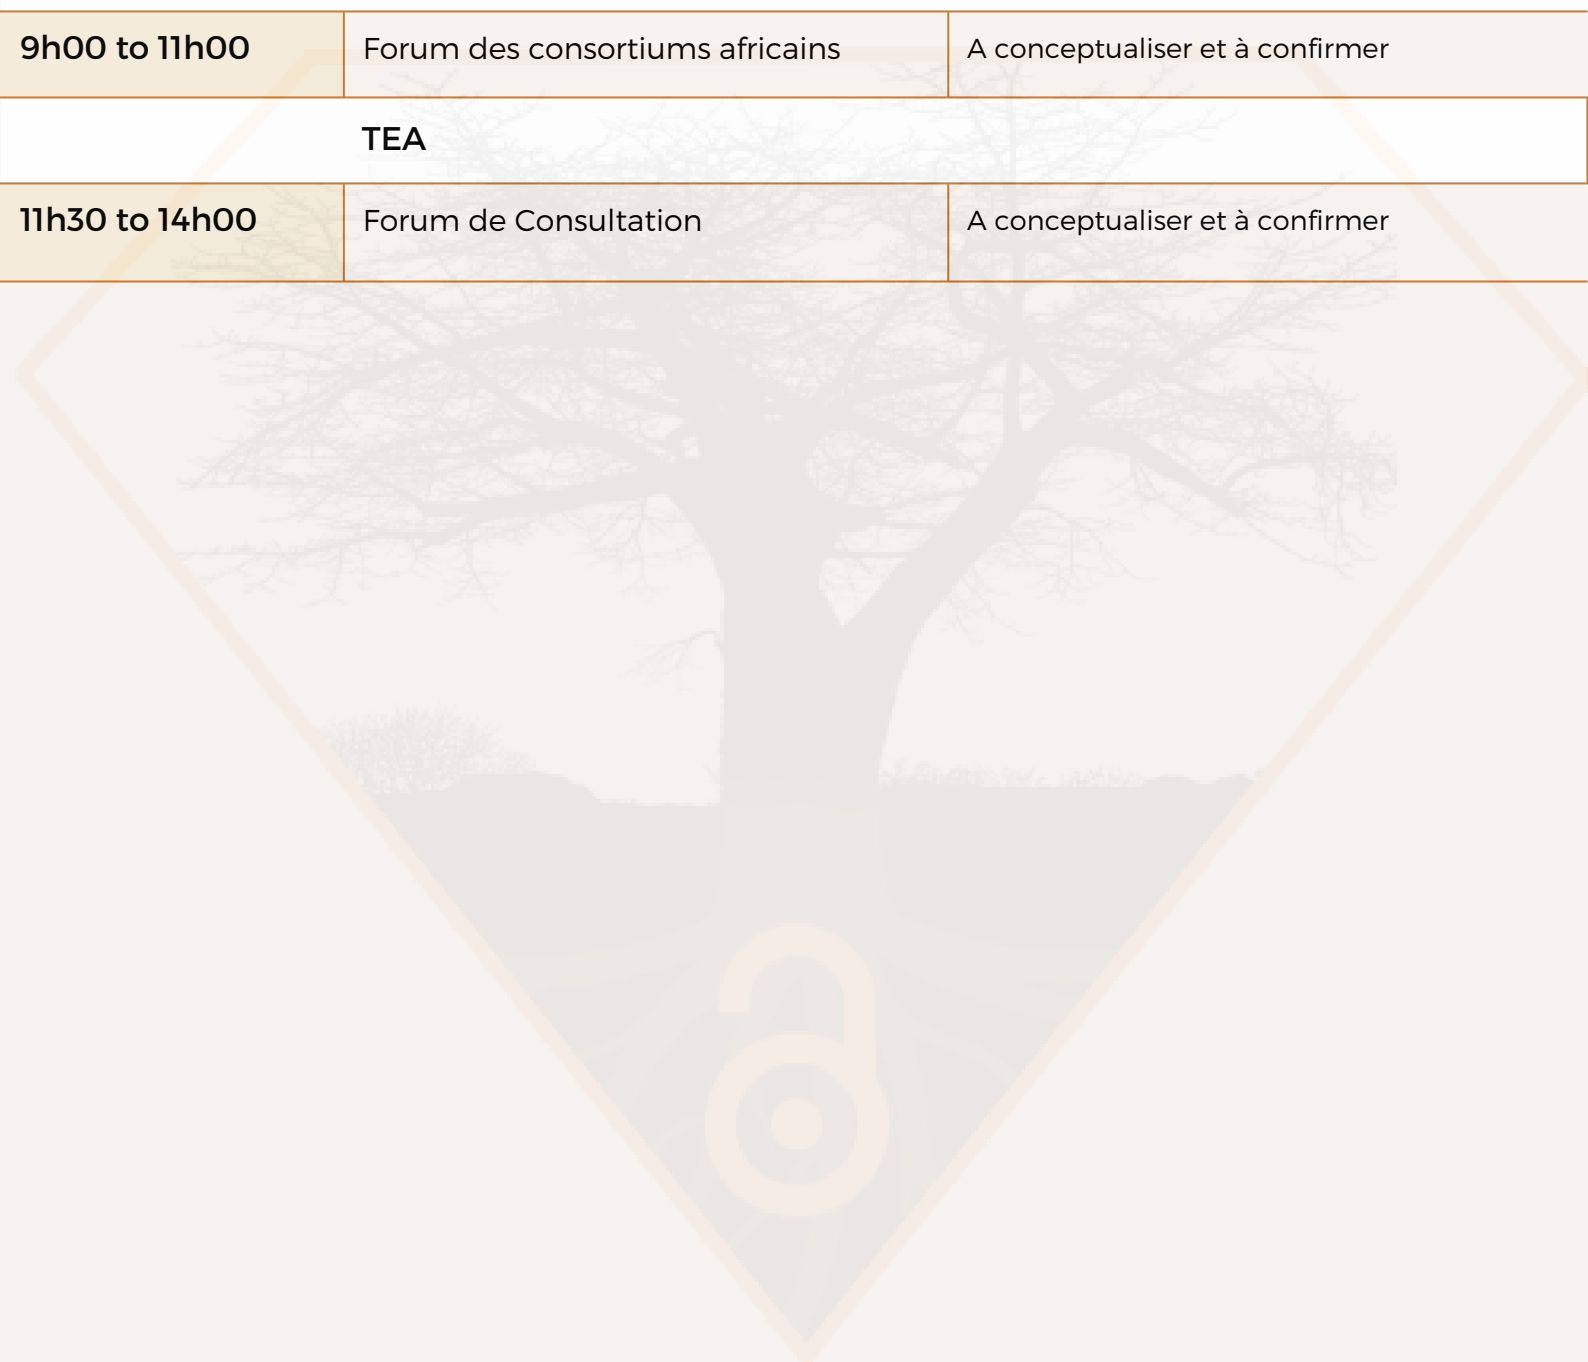 9h00 to 11h00 Forum des consortiums africains A conceptualiser et à confirmer
TEA
11h30 to 14h00 Forum de Consultation A conceptualiser et à confirmer